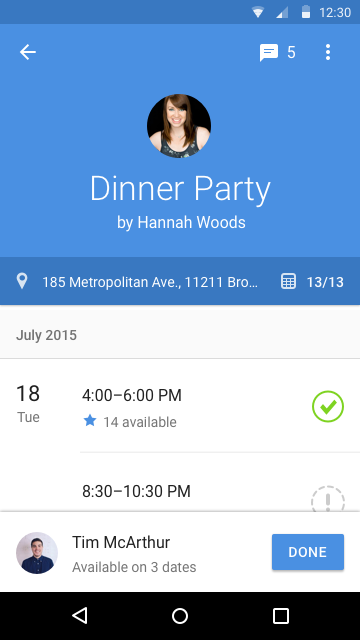 12:30
5
Dinner Party
by Hannah Woods
185 Metropolitan Ave., 11211 Bro... 13/13
July 2015
18 4:00–6:00 PM
Tue 14 available
8:30–10:30 PM
Tim McArthur
Available on 3 dates
DONE